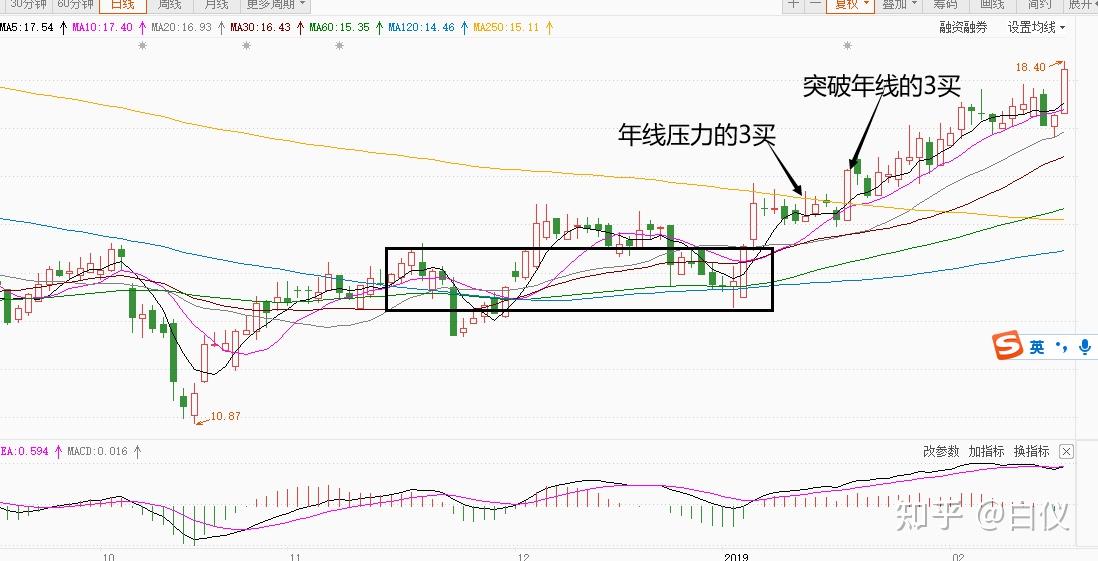 30分钟 60分钟 日线 周线 月线 更多周期 复权 叠加 筹码 画线 简约 展开
MA5:17.54 MA10:17.40 MA20:16.93 MA30:16.43 MA60:15.35 MA120:14.46 MA250:15.11 融资融券 设置均线
18.40
突破年线的3买
年线压力的3买
英
10.87
EA:0.594 MACD:0.016 改参数 加指标 换指标
知乎 @白仪
10 11 12 2019 02